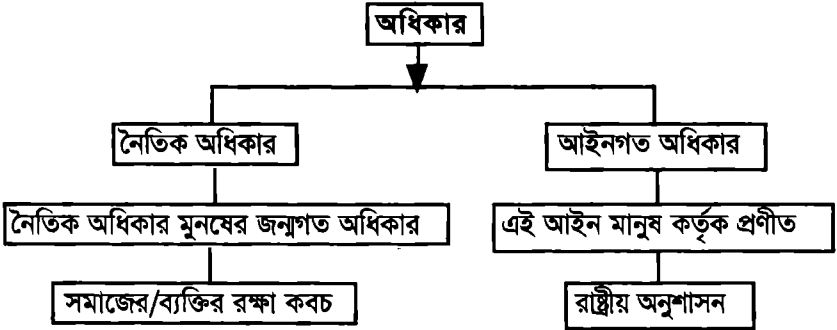 অধিকার
নৈতিক অধিকার
আইনগত অধিকার
নৈতিক অধিকার মুনষের জন্মগত অধিকার
এই আইন মানুষ কর্তৃক প্রণীত
সমাজের/ব্যক্তির রক্ষা কবচ
রাষ্ট্রীয় অনুশাসন